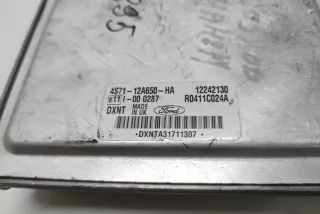 4S71-12A650-HA 12242130
e11 I-00 0287 R0411C024A
DXNT MADE IN UK Ford
*DXNTA31711307*